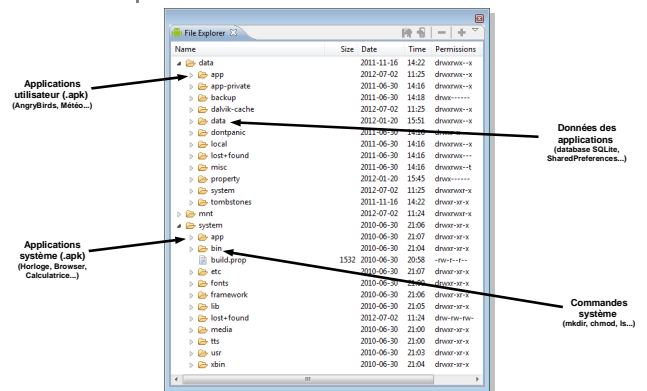 File Explorer
Name Size Date Time Permissions
data 2011-11-16 14:22 drwxrwx--x
app 2012-07-02 11:25 drwxrwx--x
app-private 2011-06-30 14:16 drwxrwx--x
backup 2011-06-30 14:18 drwx------
dalvik-cache 2012-07-02 11:25 drwxrwx--x
data 2012-01-20 15:51 drwxrwx--x
dontpanic 2011-06-30 14:16
local 2011-06-30 14:16 drwxrwx--x
lost+found 2011-06-30 14:16 drwxrwx---
misc 2011-06-30 14:16 drwxrwx--t
property 2012-01-20 15:45 drwx------
system 2012-07-02 11:25 drwxrwxr-x
tombstones 2011-11-16 14:22 drwxr-xr-x
mnt 2012-07-02 11:24 drwxrwxr-x
system 2010-06-30 21:06 drwxr-xr-x
app 2010-06-30 21:07 drwxr-xr-x
bin 2010-06-30 21:04 drwxr-xr-x
build.prop 1532 2010-06-30 20:58 -rw-r--r--
etc 2010-06-30 21:07 drwxr-xr-x
fonts 2010-06-30 drwxr-xr-x
framework 2010-06-30 21:06 drwxr-xr-x
lib 2010-06-30 21:05 drwxr-xr-x
lost+found 2012-07-02 11:24 drw-rw-rw-
media 2010-06-30 21:00 drwxr-xr-x
tts 2010-06-30 21:00 drwxr-xr-x
usr 2010-06-30 21:03 drwxr-xr-x
xbin 2010-06-30 21:04 drwxr-xr-x
Applications
utilisateur (.apk)
(AngryBirds, Météo...)
Données des
applications
(database SQLite,
SharedPreferences...)
Applications
système (.apk)
(Horloge, Browser,
Calculatrice...)
Commandes
système
(mkdir, chmod, ls...)